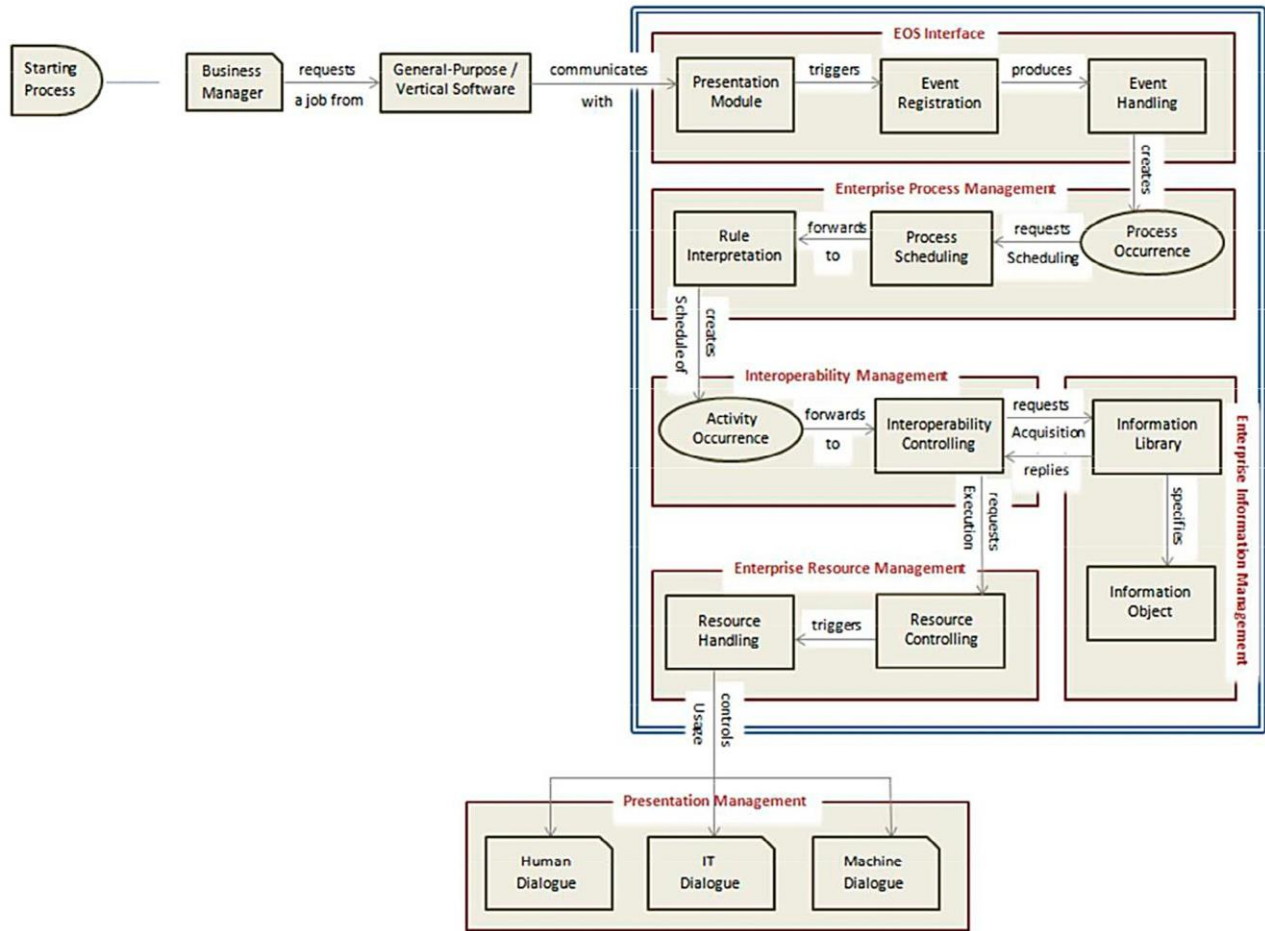 EOS Interface
Starting
Process
Business
Manager
requests
a job from
General-Purpose /
Vertical Software
communicates
with
Presentation
Module
triggers
Event
Registration
produces
Event
Handling
creates
Enterprise Process Management
Rule
Interpretation
forwards
to
Process
Scheduling
requests
Scheduling
Process
Occurrence
creates
Schedule of
Interoperability Management
Activity
Occurrence
forwards
to
Interoperability
Controlling
requests
Acquisition
replies
Information
Library
specifies
Information
Object
Enterprise Information Management
requests
Execution
Enterprise Resource Management
Resource
Handling
triggers
Resource
Controlling
controls
Usage
Presentation Management
Human
Dialogue
IT
Dialogue
Machine
Dialogue